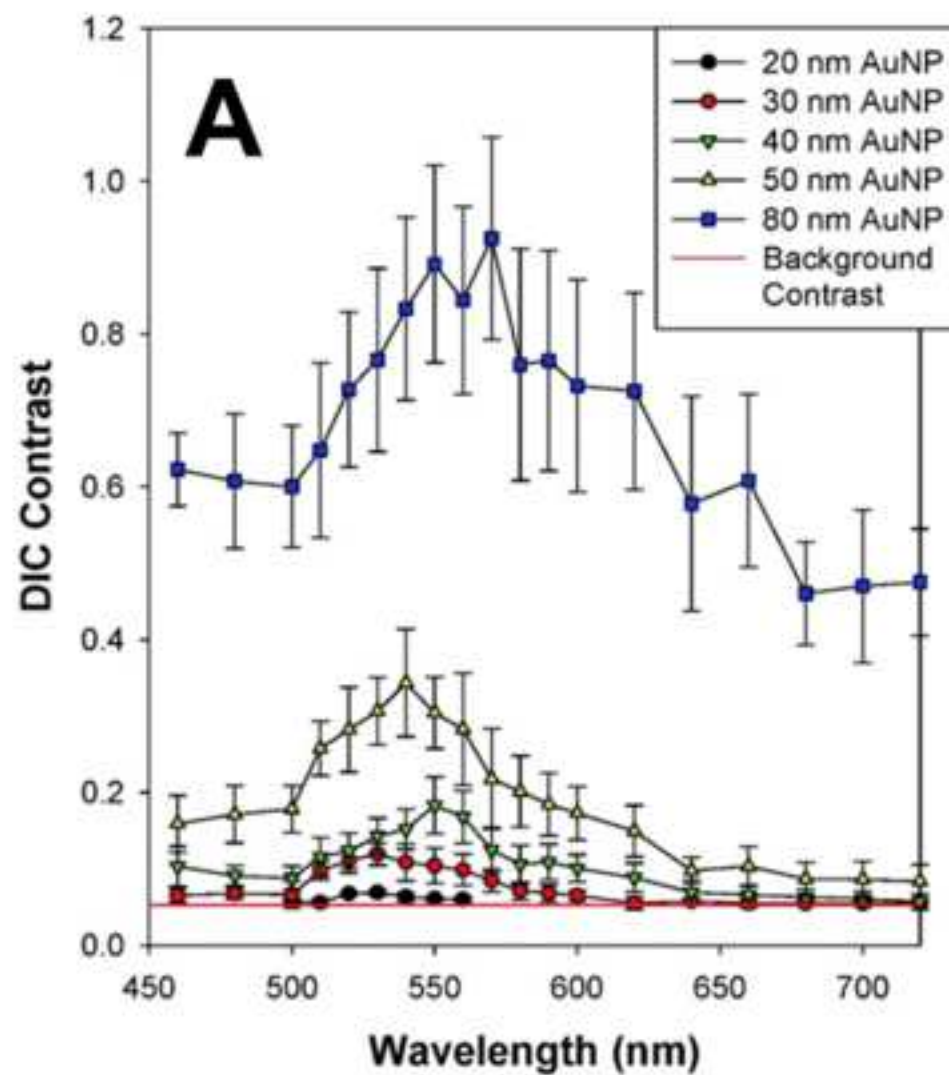 A
20 nm AuNP
30 nm AuNP
40 nm AuNP
50 nm AuNP
80 nm AuNP
Background
Contrast
DIC Contrast
1.2
1.0
0.8
0.6
0.4
0.2
0.0
450 500 550 600 650 700
Wavelength (nm)